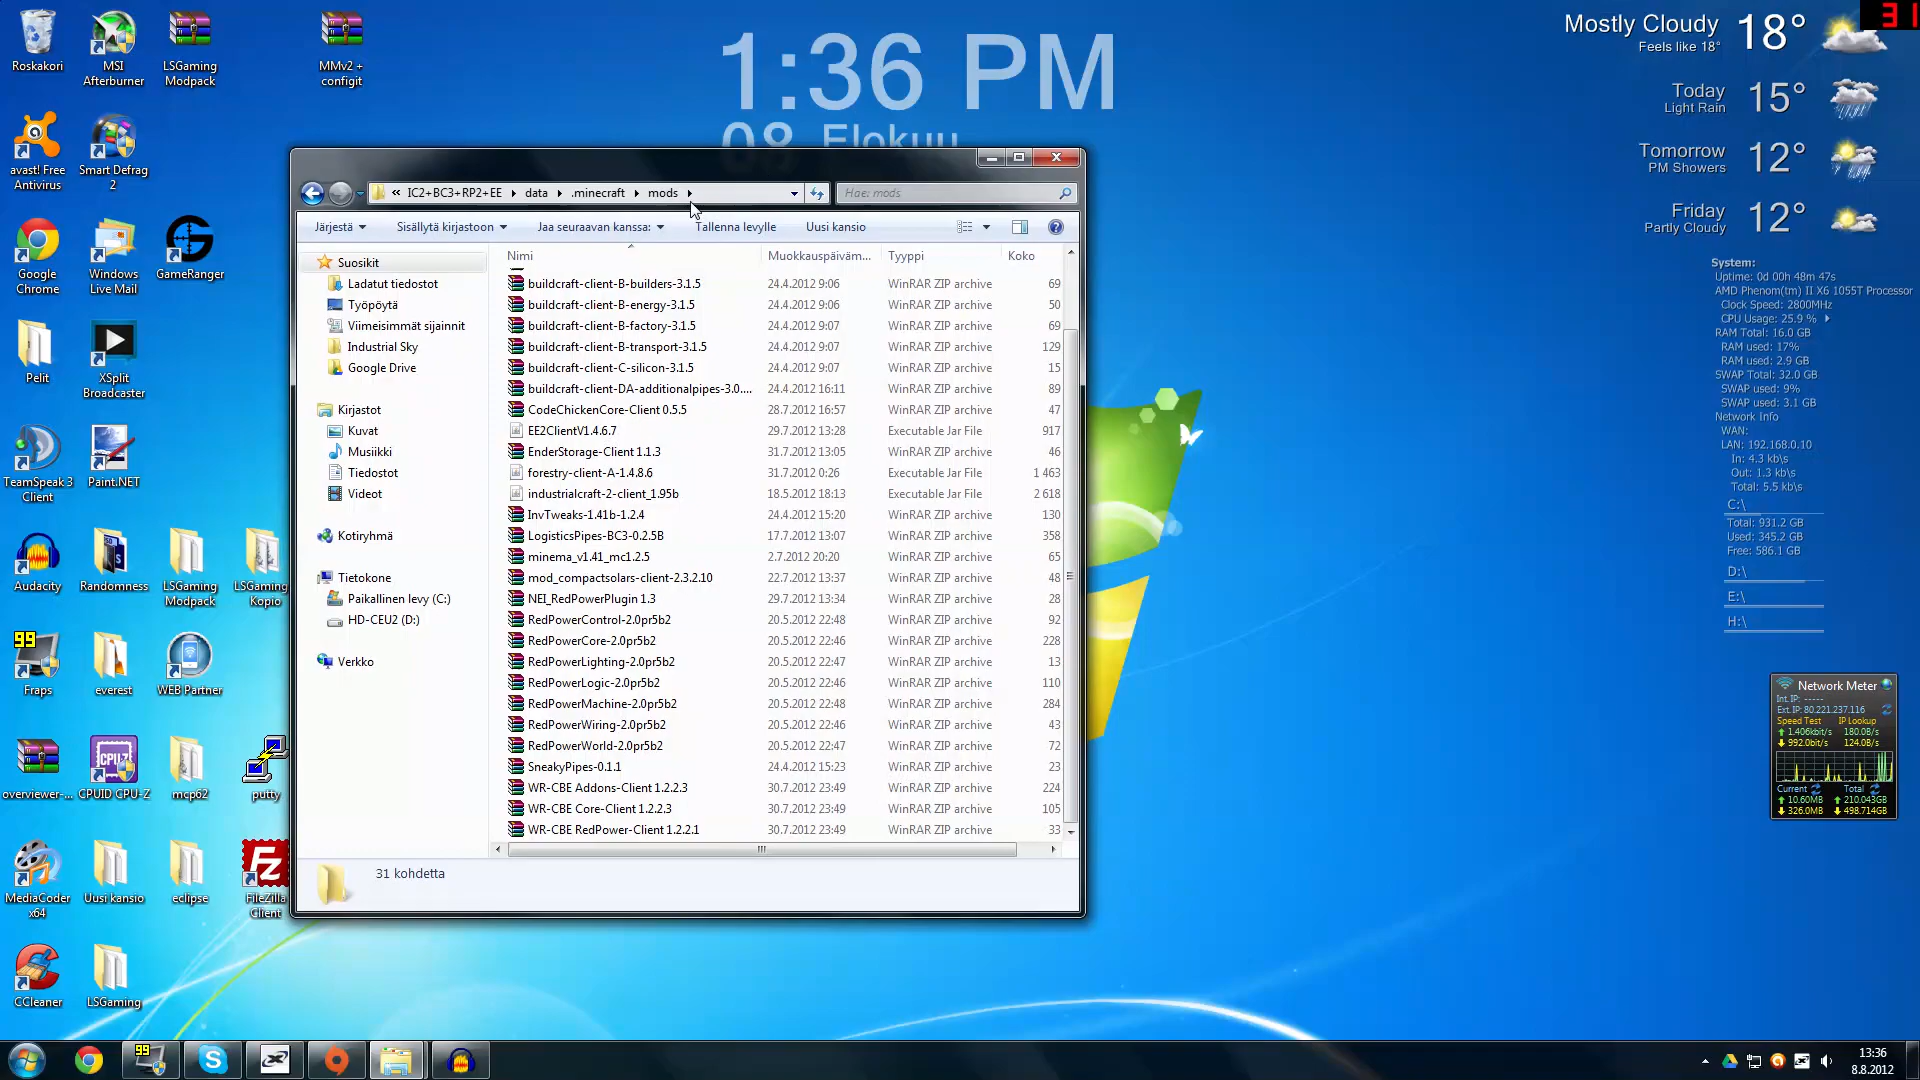 Roskakori
MSI
Afterburner
LSGaming
Modpack
MMv2 +
configit
avast! Free
Antivirus
Smart Defrag
2
Google
Chrome
Windows
Live Mail
GameRanger
Pelit
XSplit
Broadcaster
TeamSpeak 3
Client
Paint.NET
Audacity
Randomness
LSGaming
Modpack
LSGaming
Kopio
99
Fraps
everest
WEB Partner
overviewer-...
CPUID CPU-Z
mcp62
putty
MediaCoder
x64
Uusi kansio
eclipse
FileZilla
Client
CCleaner
LSGaming
1:36 PM
08 Elokuu
« IC2+BC3+RP2+EE data .minecraft mods
Hae: mods
Järjestä Sisällytä kirjastoon Jaa seuraavan kanssa: Tallenna levylle Uusi kansio
Suosikit
Ladatut tiedostot
Työpöytä
Viimeisimmät sijainnit
Industrial Sky
Google Drive
Kirjastot
Kuvat
Musiikki
Tiedostot
Videot
Kotiryhmä
Tietokone
Paikallinen levy (C:)
HD-CEU2 (D:)
Verkko
Nimi Muokkauspäiväm... Tyyppi Koko
buildcraft-client-B-builders-3.1.5 24.4.2012 9:06 WinRAR ZIP archive 69
buildcraft-client-B-energy-3.1.5 24.4.2012 9:06 WinRAR ZIP archive 50
buildcraft-client-B-factory-3.1.5 24.4.2012 9:07 WinRAR ZIP archive 69
buildcraft-client-B-transport-3.1.5 24.4.2012 9:07 WinRAR ZIP archive 129
buildcraft-client-C-silicon-3.1.5 24.4.2012 9:07 WinRAR ZIP archive 15
buildcraft-client-DA-additionalpipes-3.0.... 24.4.2012 16:11 WinRAR ZIP archive 89
CodeChickenCore-Client 0.5.5 28.7.2012 16:57 WinRAR ZIP archive 47
EE2ClientV1.4.6.7 29.7.2012 13:28 Executable Jar File 917
EnderStorage-Client 1.1.3 31.7.2012 13:05 WinRAR ZIP archive 46
forestry-client-A-1.4.8.6 31.7.2012 0:26 Executable Jar File 1 463
industrialcraft-2-client_1.95b 18.5.2012 18:13 Executable Jar File 2 618
InvTweaks-1.41b-1.2.4 24.4.2012 15:20 WinRAR ZIP archive 130
LogisticsPipes-BC3-0.2.5B 17.7.2012 13:07 WinRAR ZIP archive 358
minema_v1.41_mc1.2.5 2.7.2012 20:20 WinRAR ZIP archive 65
mod_compactsolars-client-2.3.2.10 22.7.2012 13:37 WinRAR ZIP archive 48
NEI_RedPowerPlugin 1.3 29.7.2012 13:34 WinRAR ZIP archive 28
RedPowerControl-2.0pr5b2 20.5.2012 22:48 WinRAR ZIP archive 92
RedPowerCore-2.0pr5b2 20.5.2012 22:46 WinRAR ZIP archive 228
RedPowerLighting-2.0pr5b2 20.5.2012 22:47 WinRAR ZIP archive 13
RedPowerLogic-2.0pr5b2 20.5.2012 22:46 WinRAR ZIP archive 110
RedPowerMachine-2.0pr5b2 20.5.2012 22:48 WinRAR ZIP archive 284
RedPowerWiring-2.0pr5b2 20.5.2012 22:46 WinRAR ZIP archive 43
RedPowerWorld-2.0pr5b2 20.5.2012 22:47 WinRAR ZIP archive 72
SneakyPipes-0.1.1 24.4.2012 15:23 WinRAR ZIP archive 23
WR-CBE Addons-Client 1.2.2.3 30.7.2012 23:49 WinRAR ZIP archive 224
WR-CBE Core-Client 1.2.2.3 30.7.2012 23:49 WinRAR ZIP archive 105
WR-CBE RedPower-Client 1.2.2.1 30.7.2012 23:49 WinRAR ZIP archive 33
31 kohdetta
31
Mostly Cloudy 18°
Feels like 18°
Today 15°
Light Rain
Tomorrow 12°
PM Showers
Friday 12°
Partly Cloudy
System:
Uptime: 0d 00h 48m 47s
AMD Phenom(tm) II X6 1055T Processor
Clock Speed: 2800MHz
CPU Usage: 25.9 %
RAM Total: 16.0 GB
RAM used: 17%
RAM used: 2.9 GB
SWAP Total: 32.0 GB
SWAP used: 9%
SWAP used: 3.1 GB
Network Info
WAN:
LAN: 192.168.0.10
In: 4.3 kb\s
Out: 1.3 kb\s
Total: 5.5 kb\s
C:\
Total: 931.2 GB
Used: 345.2 GB
Free: 586.1 GB
D:\
E:\
H:\
Network Meter
Int.IP: -----
Ext.IP: 80.221.237.116
Speed Test IP Lookup
1.406kbit/s 180.0B/s
992.0bit/s 124.0B/s
Current Total
10.60MB 210.043GB
326.0MB 498.714GB
99
13:36
8.8.2012